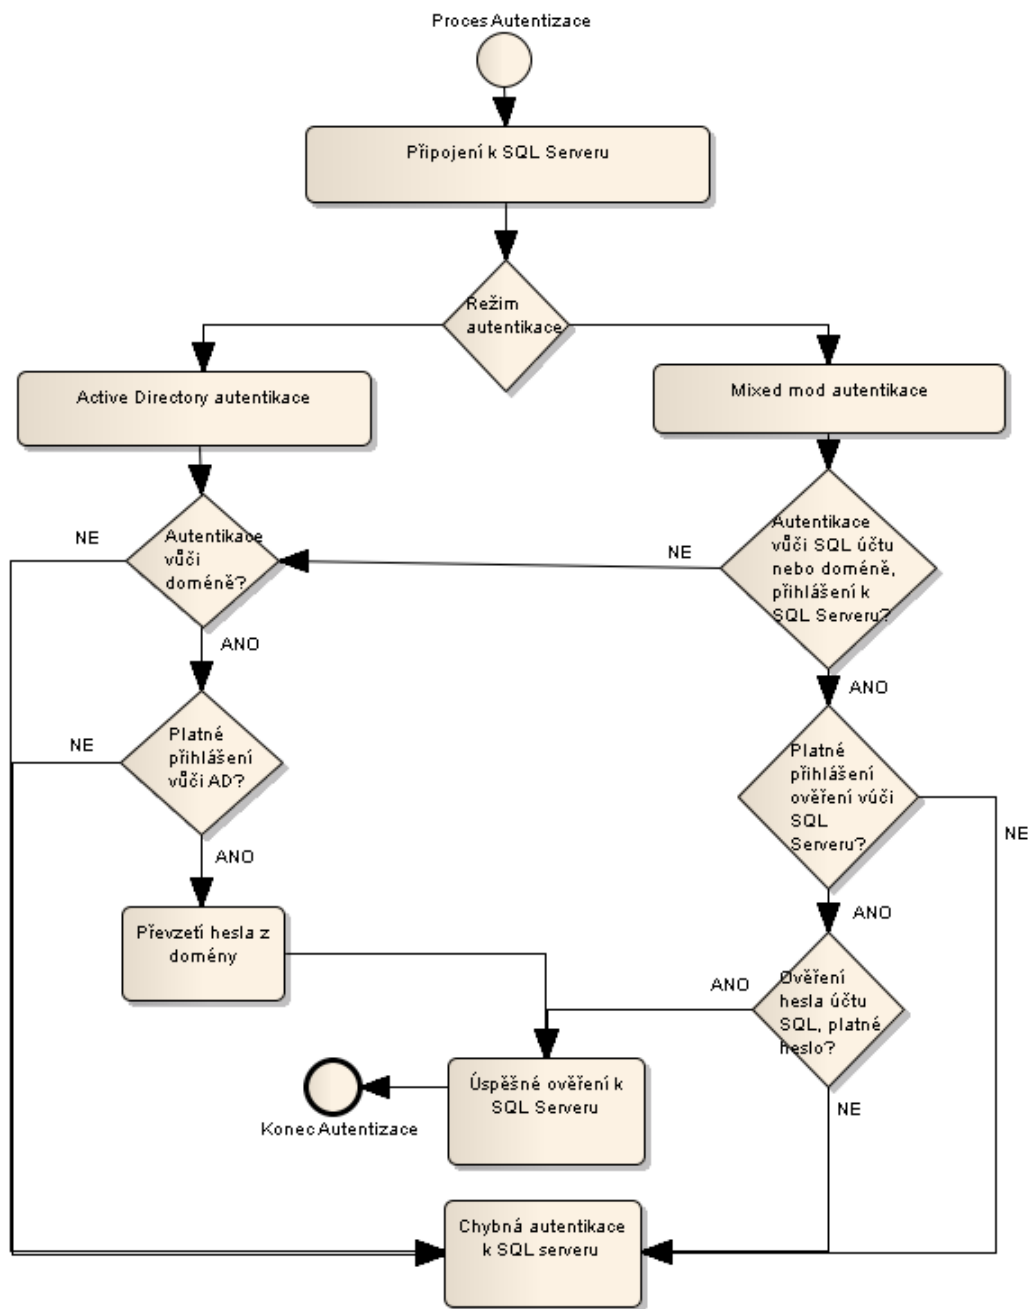 Proces Autentizace
Připojení k SQL Serveru
Režim
autentikace
Active Directory autentikace
Mixed mod autentikace
NE
Autentikace
vůči
doméně?
NE
Autentikace
vůči SQL účtu
nebo doméně,
přihlášení k
SQL Serveru?
ANO
ANO
NE
Platné
přihlášení
vůči AD?
Platné
přihlášení
ověření vúči
SQL
Serveru?
NE
ANO
ANO
Převzetí hesla z
domény
ANO
Ověření
hesla účtu
SQL, platné
heslo?
Úspěšné ověření k
SQL Serveru
NE
Konec Autentizace
Chybná autentikace
k SQL serveru